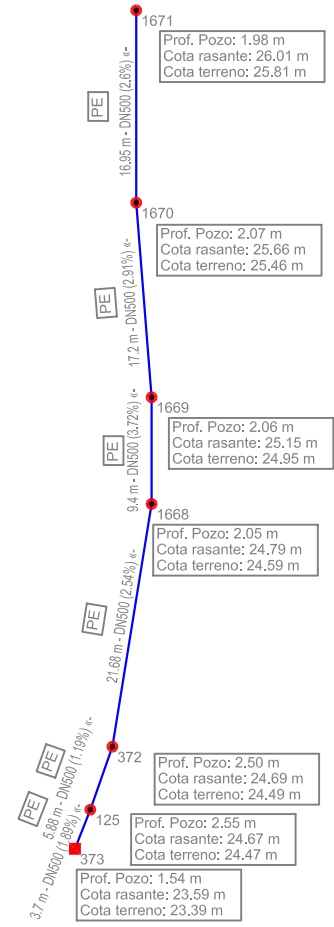 1671
Prof. Pozo: 1.98 m
Cota rasante: 26.01 m
Cota terreno: 25.81 m
PE
16.95 m - DN500 (2.6%) «-
1670
Prof. Pozo: 2.07 m
Cota rasante: 25.66 m
Cota terreno: 25.46 m
PE
17.2 m - DN500 (2.91%) «-
1669
Prof. Pozo: 2.06 m
Cota rasante: 25.15 m
Cota terreno: 24.95 m
PE
9.4 m - DN500 (3.72%) «-
1668
Prof. Pozo: 2.05 m
Cota rasante: 24.79 m
Cota terreno: 24.59 m
PE
21.68 m - DN500 (2.54%) «-
372
Prof. Pozo: 2.50 m
Cota rasante: 24.69 m
Cota terreno: 24.49 m
PE
5.88 m - DN500 (1.19%) «-
125
Prof. Pozo: 2.55 m
Cota rasante: 24.67 m
Cota terreno: 24.47 m
PE
3.7 m - DN500 (1.89%) «-
373
Prof. Pozo: 1.54 m
Cota rasante: 23.59 m
Cota terreno: 23.39 m